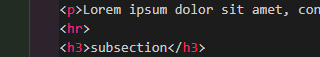 <p>Lorem ipsum dolor sit amet, con
<hr>
<h3>subsection</h3>